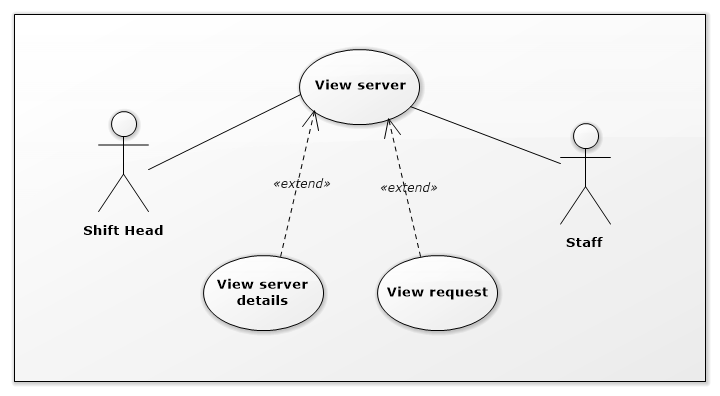 View server
«extend»
«extend»
Shift Head
Staff
View server
details
View request